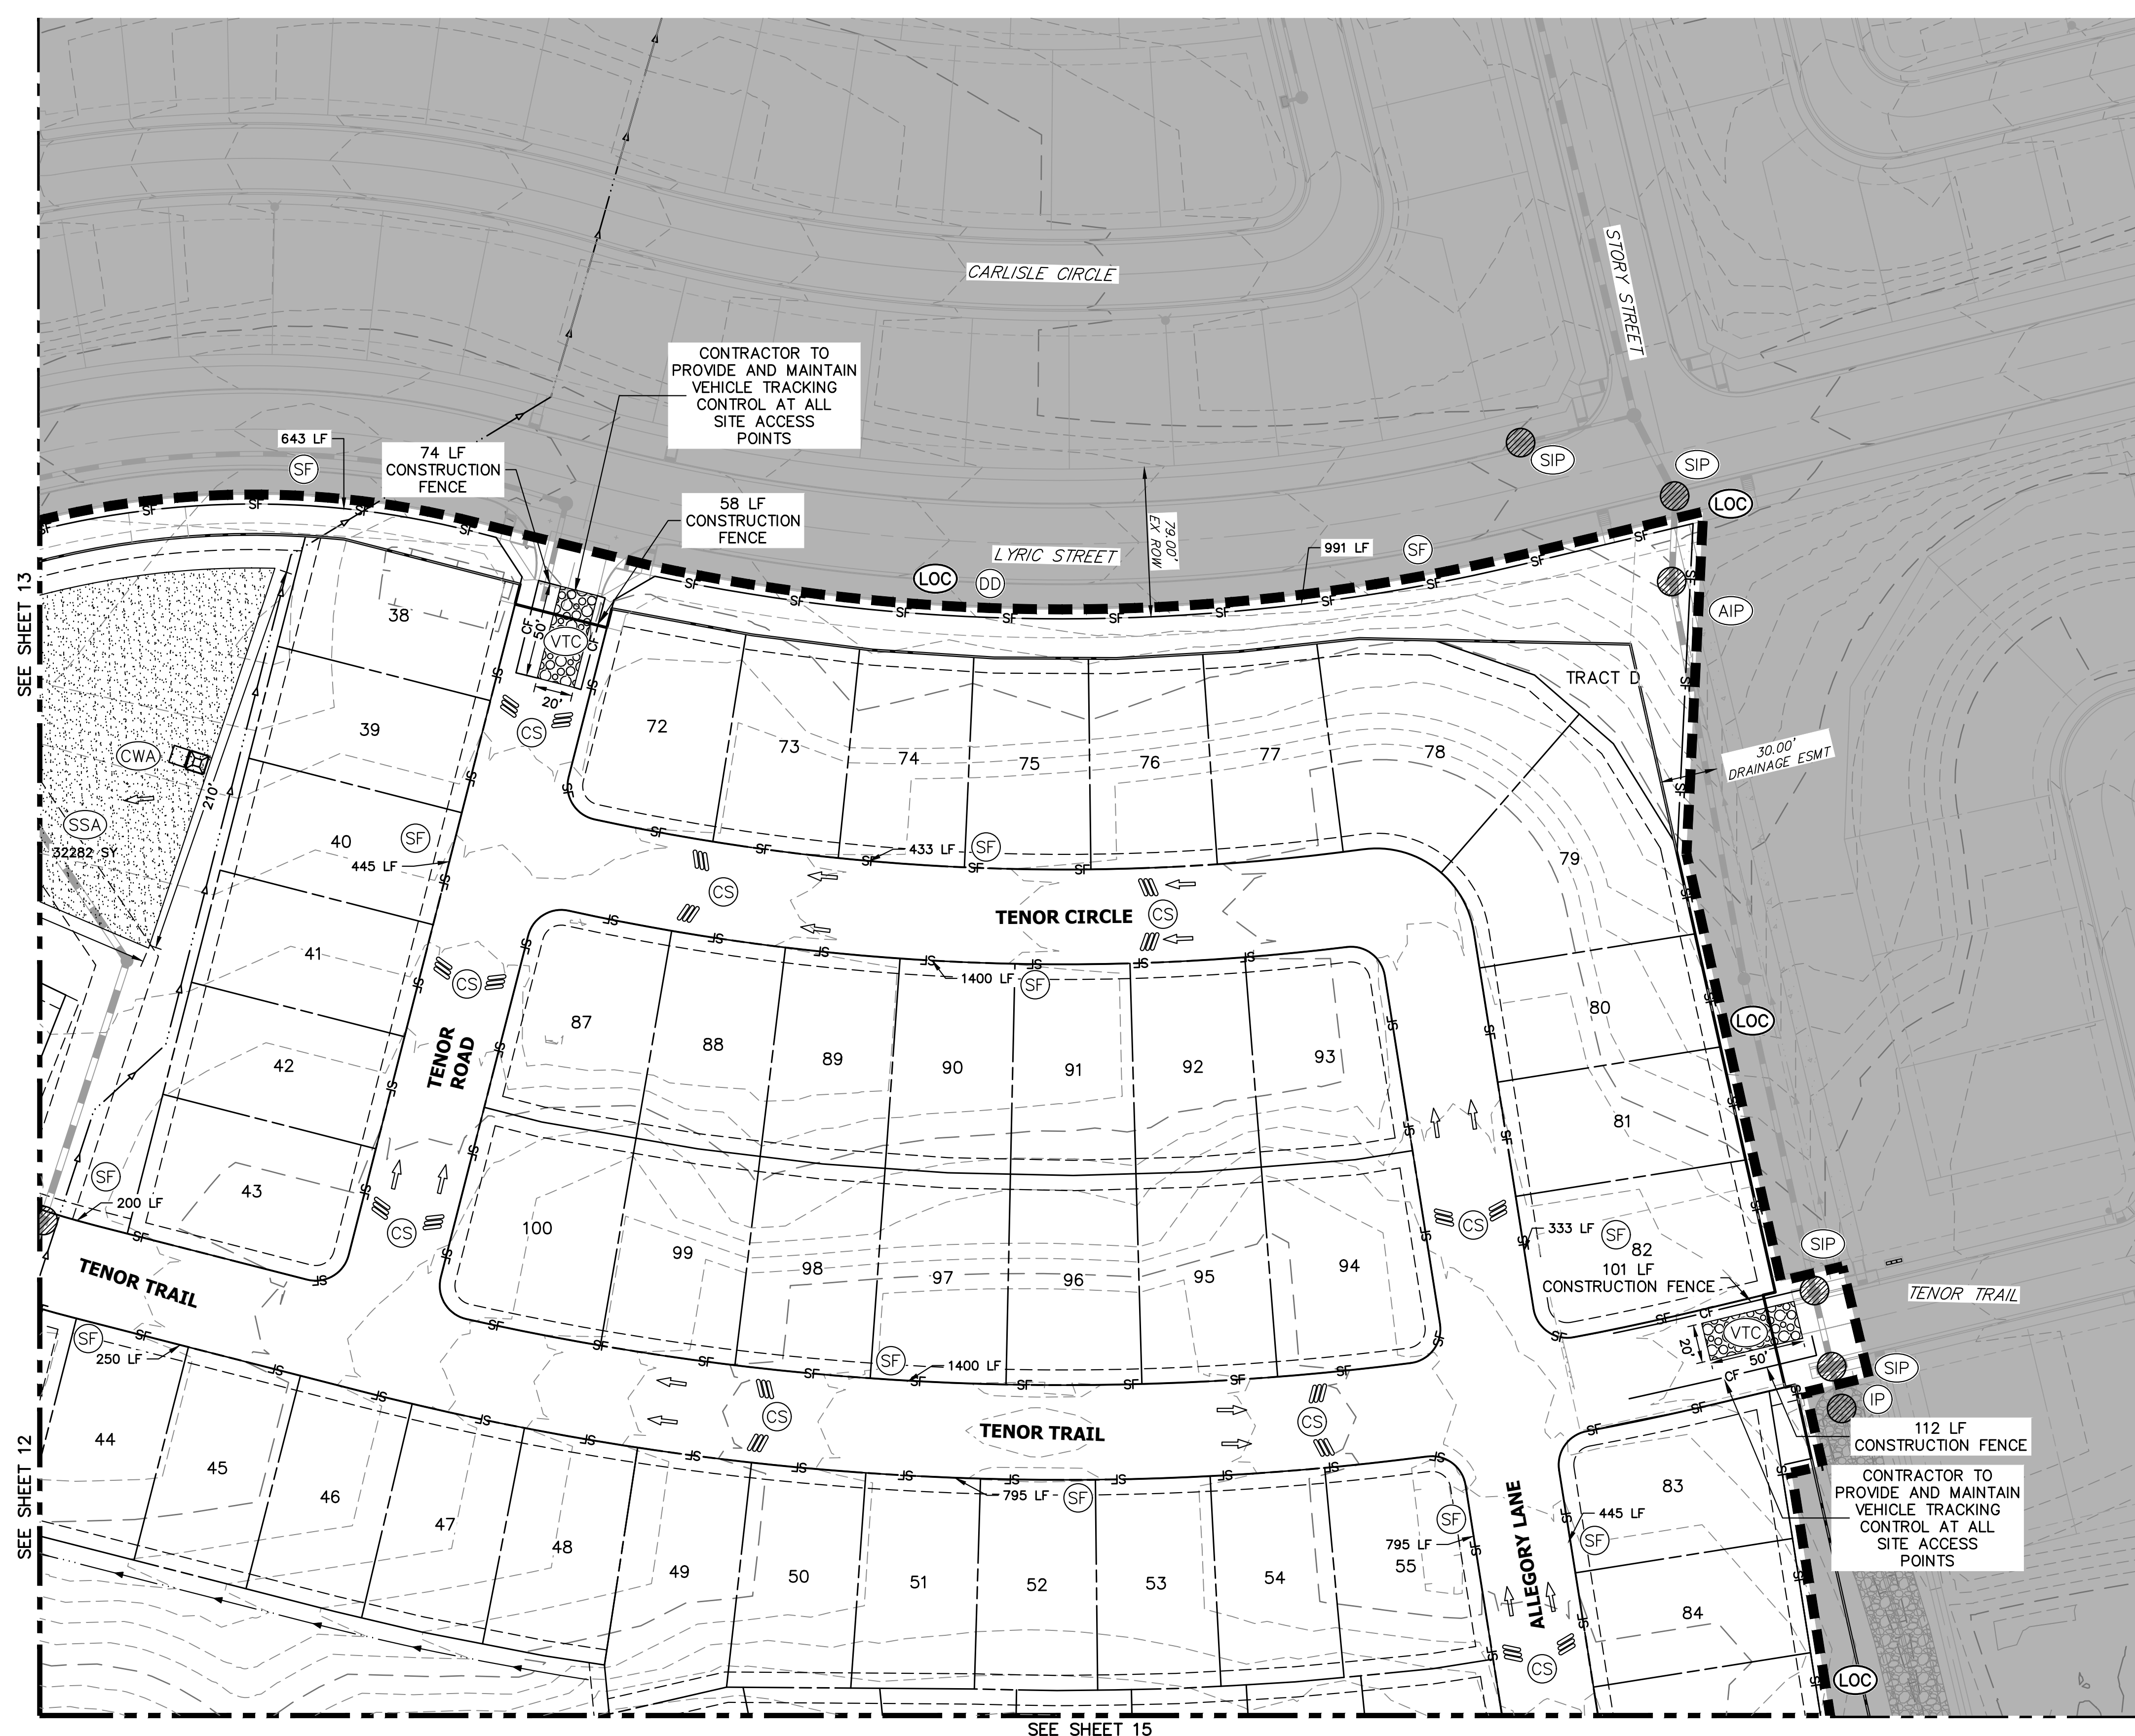 CARLISLE CIRCLE
STORY STREET
CONTRACTOR TO
PROVIDE AND MAINTAIN
VEHICLE TRACKING
CONTROL AT ALL
SITE ACCESS
POINTS
643 LF
SF
74 LF
CONSTRUCTION
FENCE
58 LF
CONSTRUCTION
FENCE
SIP
SIP
LOC
79.00'
EX ROW
LYRIC STREET
991 LF
SF
LOC
DD
AIP
SEE SHEET 13
38
CF
50'
VTC
CF
20'
CS
TRACT D
30.00'
DRAINAGE ESMT
39
72
73
74
75
76
77
78
CWA
210'
SSA
32282 SY
40
SF
445 LF
433 LF
SF
79
CS
TENOR CIRCLE
CS
41
CS
1400 LF
SF
80
LOC
87
88
89
90
91
92
93
TENOR
ROAD
42
81
SF
43
200 LF
CS
100
99
98
97
96
95
94
CS
333 LF
SF
82
101 LF
CONSTRUCTION FENCE
SIP
TENOR TRAIL
TENOR TRAIL
CF
VTC
20'
50'
CF
SIP
IP
SF
250 LF
SF
1400 LF
CS
TENOR TRAIL
CS
112 LF
CONSTRUCTION FENCE
CONTRACTOR TO
PROVIDE AND MAINTAIN
VEHICLE TRACKING
CONTROL AT ALL
SITE ACCESS
POINTS
SEE SHEET 12
44
45
46
47
48
49
50
51
52
53
54
55
795 LF
SF
SF
795 LF
ALLEGORY LANE
445 LF
SF
83
84
CS
LOC
SEE SHEET 15